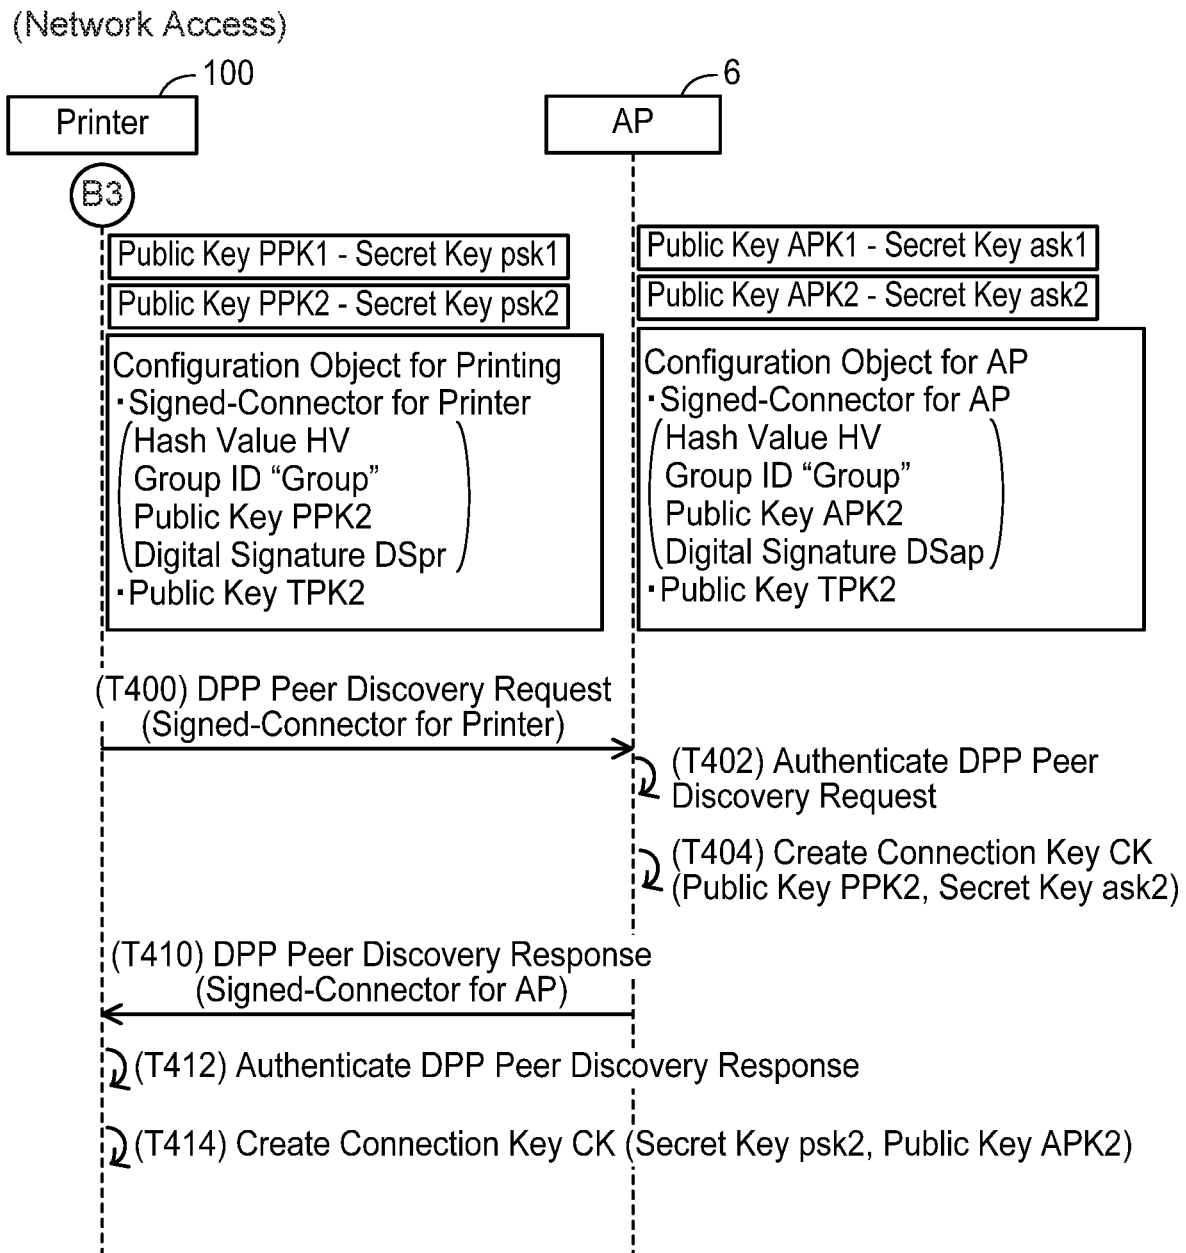 (Network Access)
100
6
Printer
AP
B3
Public Key PPK1 - Secret Key psk1
Public Key PPK2 - Secret Key psk2
Configuration Object for Printing
・Signed-Connector for Printer
Hash Value HV
Group ID “Group”
Public Key PPK2
Digital Signature DSpr
・Public Key TPK2
Public Key APK1 - Secret Key ask1
Public Key APK2 - Secret Key ask2
Configuration Object for AP
・Signed-Connector for AP
Hash Value HV
Group ID “Group”
Public Key APK2
Digital Signature DSap
・Public Key TPK2
(T400) DPP Peer Discovery Request
(Signed-Connector for Printer)
(T402) Authenticate DPP Peer
Discovery Request
(T404) Create Connection Key CK
(Public Key PPK2, Secret Key ask2)
(T410) DPP Peer Discovery Response
(Signed-Connector for AP)
(T412) Authenticate DPP Peer Discovery Response
(T414) Create Connection Key CK (Secret Key psk2, Public Key APK2)